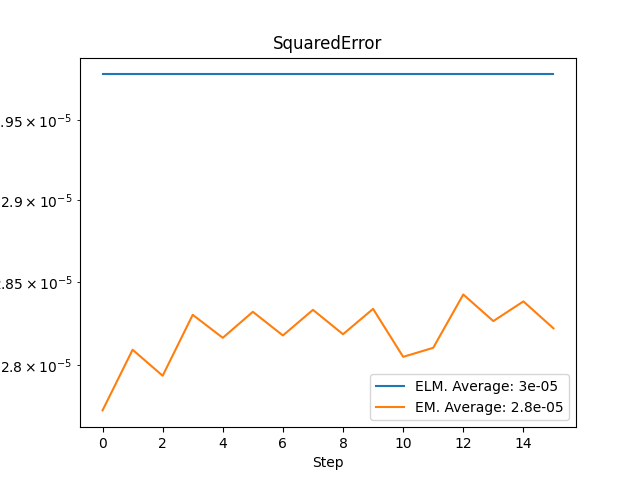 SquaredError
.95 × 10⁻⁵
2.9 × 10⁻⁵
.85 × 10⁻⁵
2.8 × 10⁻⁵
ELM. Average: 3e-05
EM. Average: 2.8e-05
0 2 4 6 8 10 12 14
Step